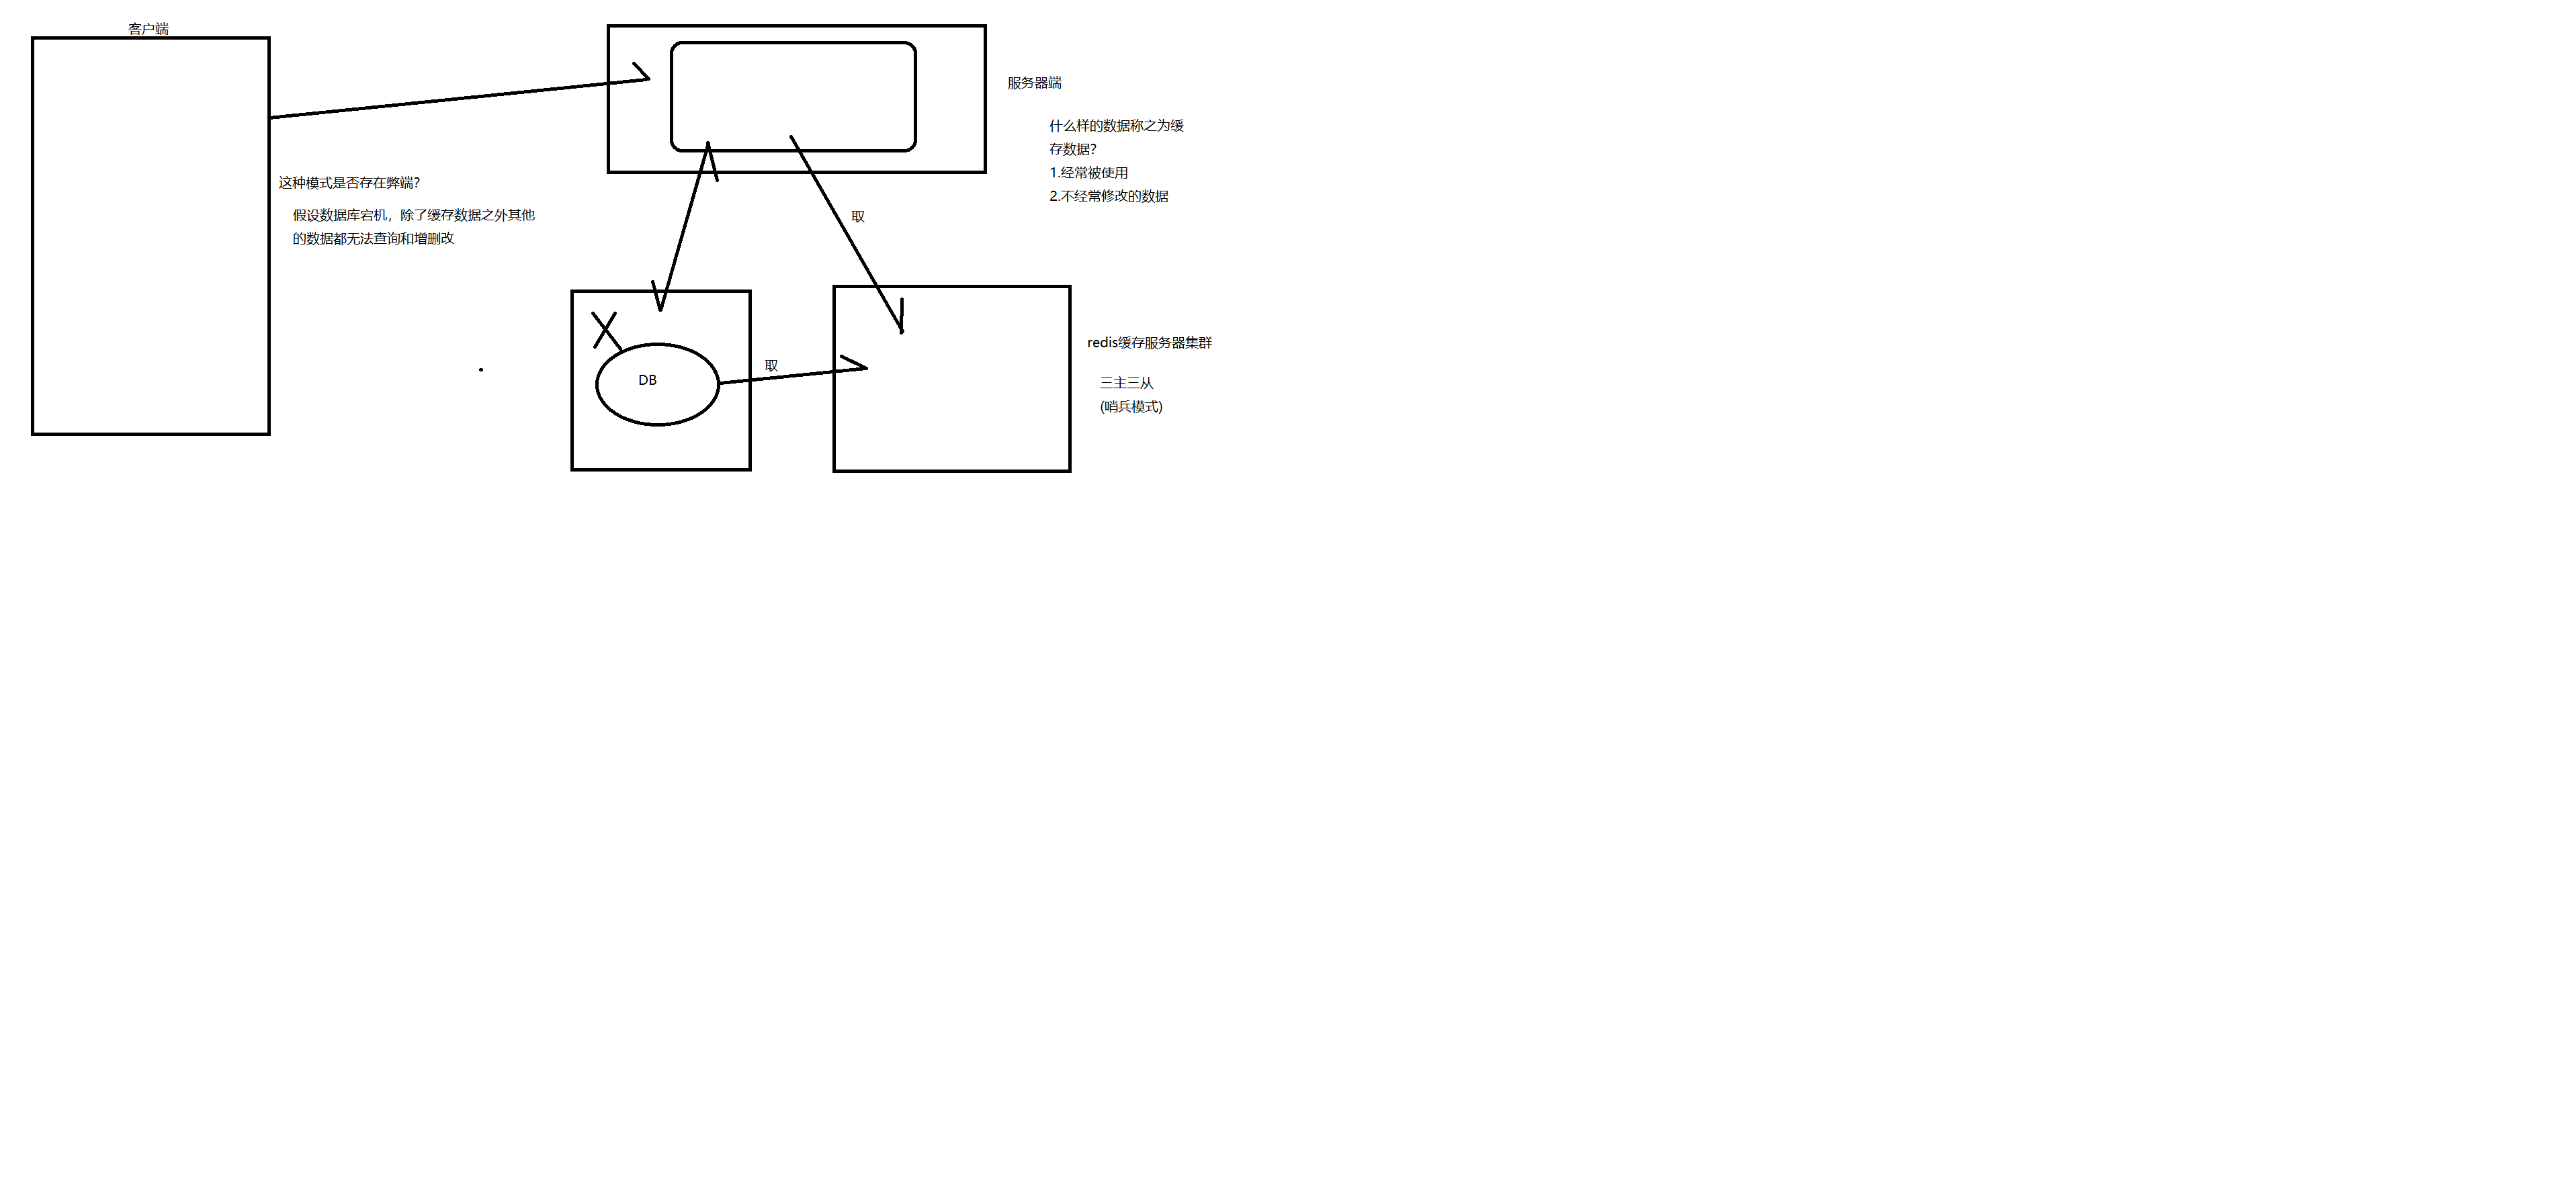 客户端
服务器端
什么样的数据称之为缓
存数据?
1.经常被使用
2.不经常修改的数据
这种模式是否存在弊端?
假设数据库宕机，除了缓存数据之外其他
的数据都无法查询和增删改
取
DB
取
redis缓存服务器集群
三主三从
(哨兵模式)